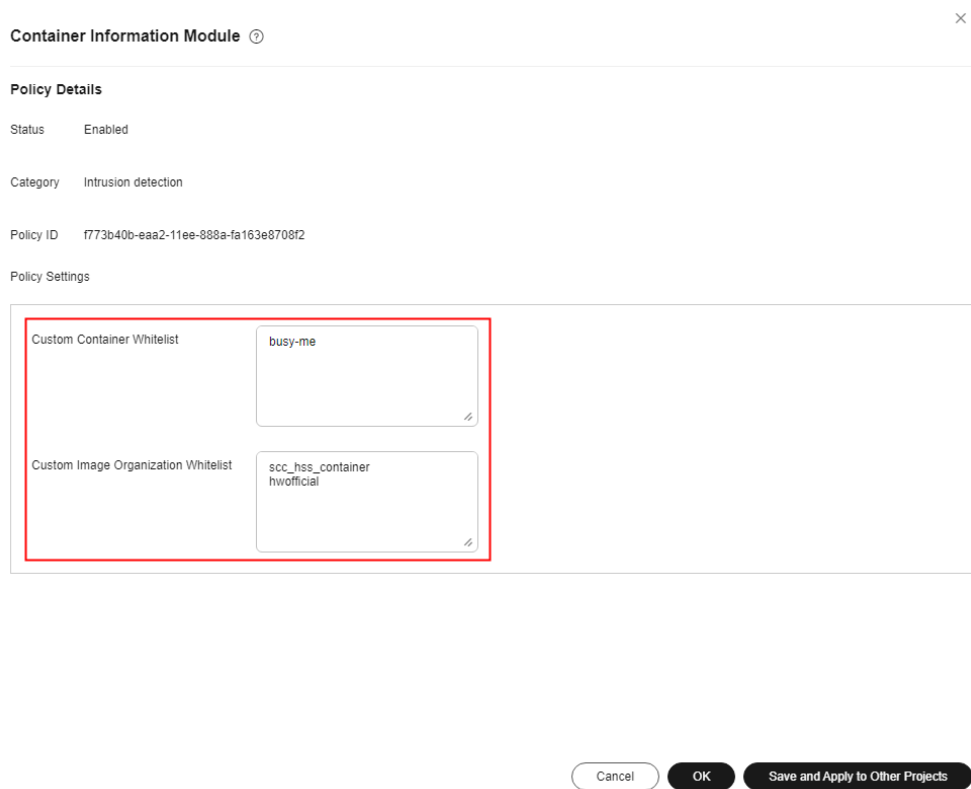 Container Information Module
Policy Details
Status Enabled
Category Intrusion detection
Policy ID f773b40b-eaa2-11ee-888a-fa163e8708f2
Policy Settings
Custom Container Whitelist busy-me
Custom Image Organization Whitelist scc_hss_container
hwofficial
Cancel OK Save and Apply to Other Projects